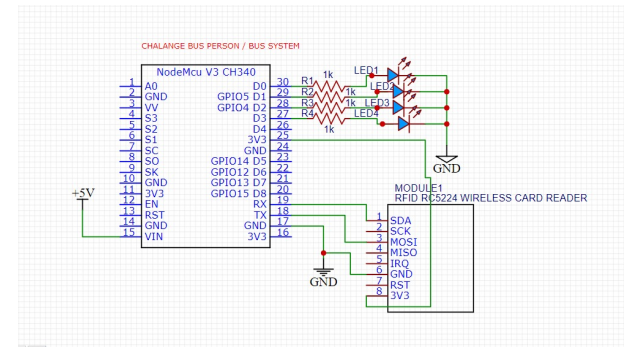 CHALANGE BUS PERSON / BUS SYSTEM
NodeMcu V3 CH340
1 A0 D0 30
2 GND GPIO5 D1 29
3 VV GPIO4 D2 28
4 S3 D3 27
5 S2 D4 26
6 S1 3V3 25
7 SC GND 24
8 SO GPIO14 D5 23
9 SK GPIO12 D6 22
10 GND GPIO13 D7 21
11 3V3 GPIO15 D8 20
12 EN RX 19
13 RST TX 18
14 GND GND 17
15 VIN 3V3 16
+5V
R1 1k LED1
R2 1k LED2
R3 1k LED3
R4 1k LED4
GND
GND
MODULE1
RFID RC5224 WIRELESS CARD READER
1 SDA
2 SCK
3 MOSI
4 MISO
5 IRQ
6 GND
7 RST
8 3V3